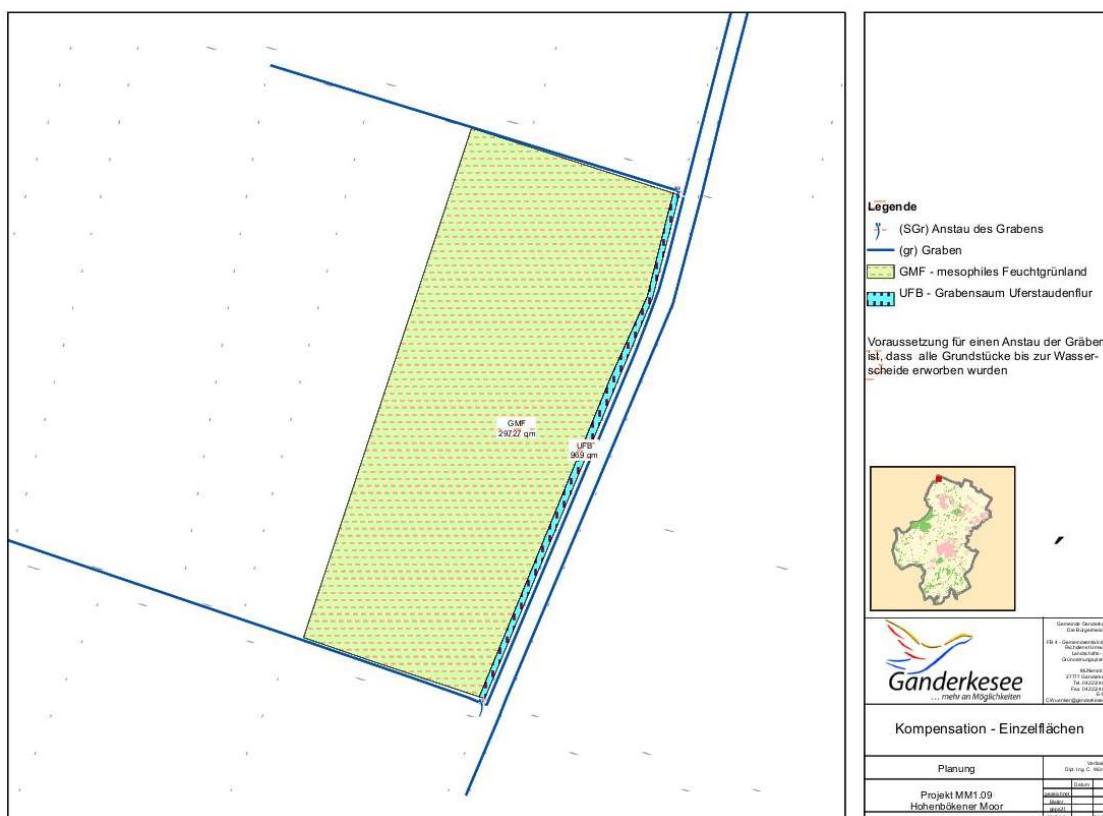 GMF
29727 qm
UFB
969 qm
Legende
(SGr) Anstau des Grabens
(gr) Graben
GMF - mesophiles Feuchtgrünland
UFB - Grabensaum Uferstaudenflur
Voraussetzung für einen Anstau der Gräben
ist, dass alle Grundstücke bis zur Wasser-
scheide erworben wurden
Ganderkesee
... mehr an Möglichkeiten
Kompensation - Einzelflächen
Planung
Datum
Projekt MM1.09
Hohenbökener Moor